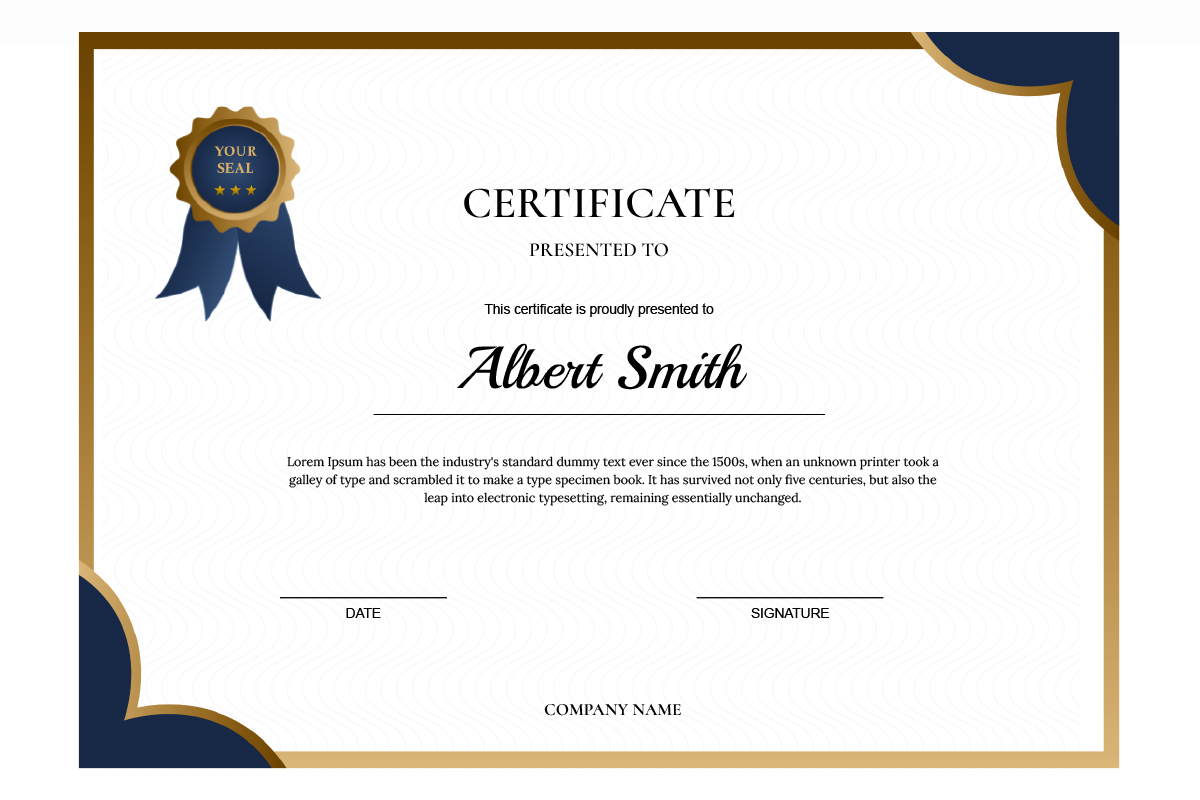 YOUR
SEAL
CERTIFICATE
PRESENTED TO
This certificate is proudly presented to
Albert Smith
Lorem Ipsum has been the industry's standard dummy text ever since the 1500s, when an unknown printer took a
galley of type and scrambled it to make a type specimen book. It has survived not only five centuries, but also the
leap into electronic typesetting, remaining essentially unchanged.
DATE
SIGNATURE
COMPANY NAME